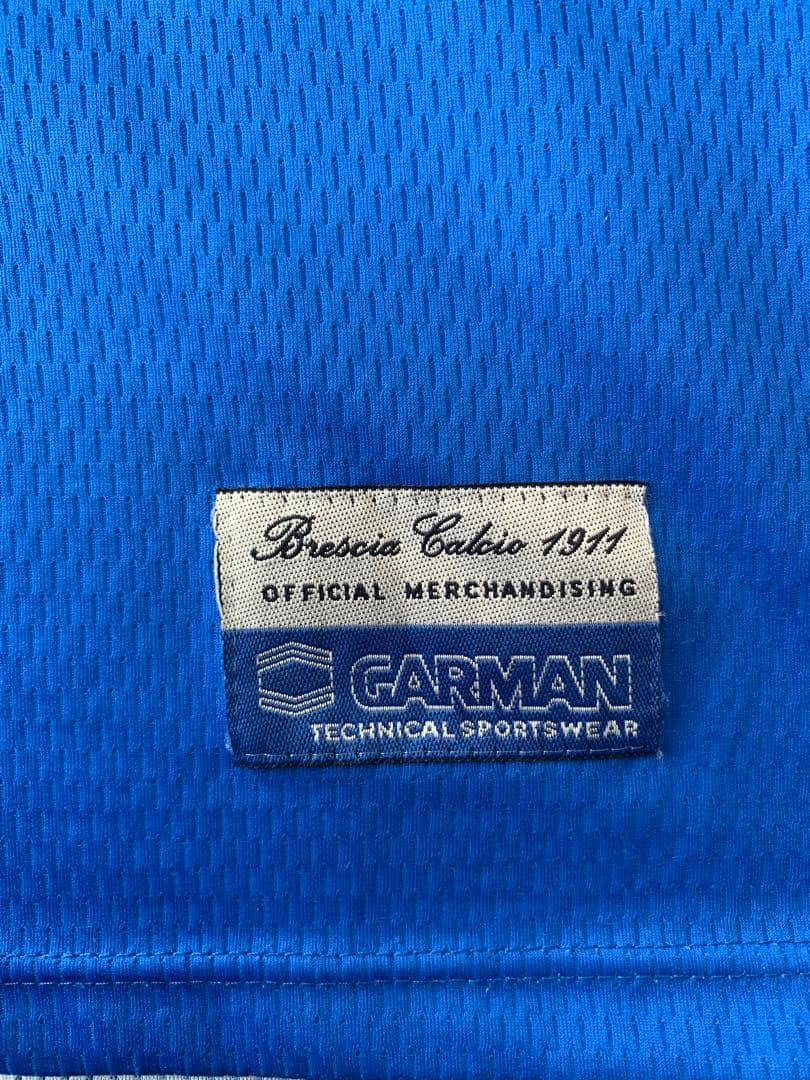 Brescia Calcio 1911
OFFICIAL MERCHANDISING
GARMAN
TECHNICAL SPORTSWEAR